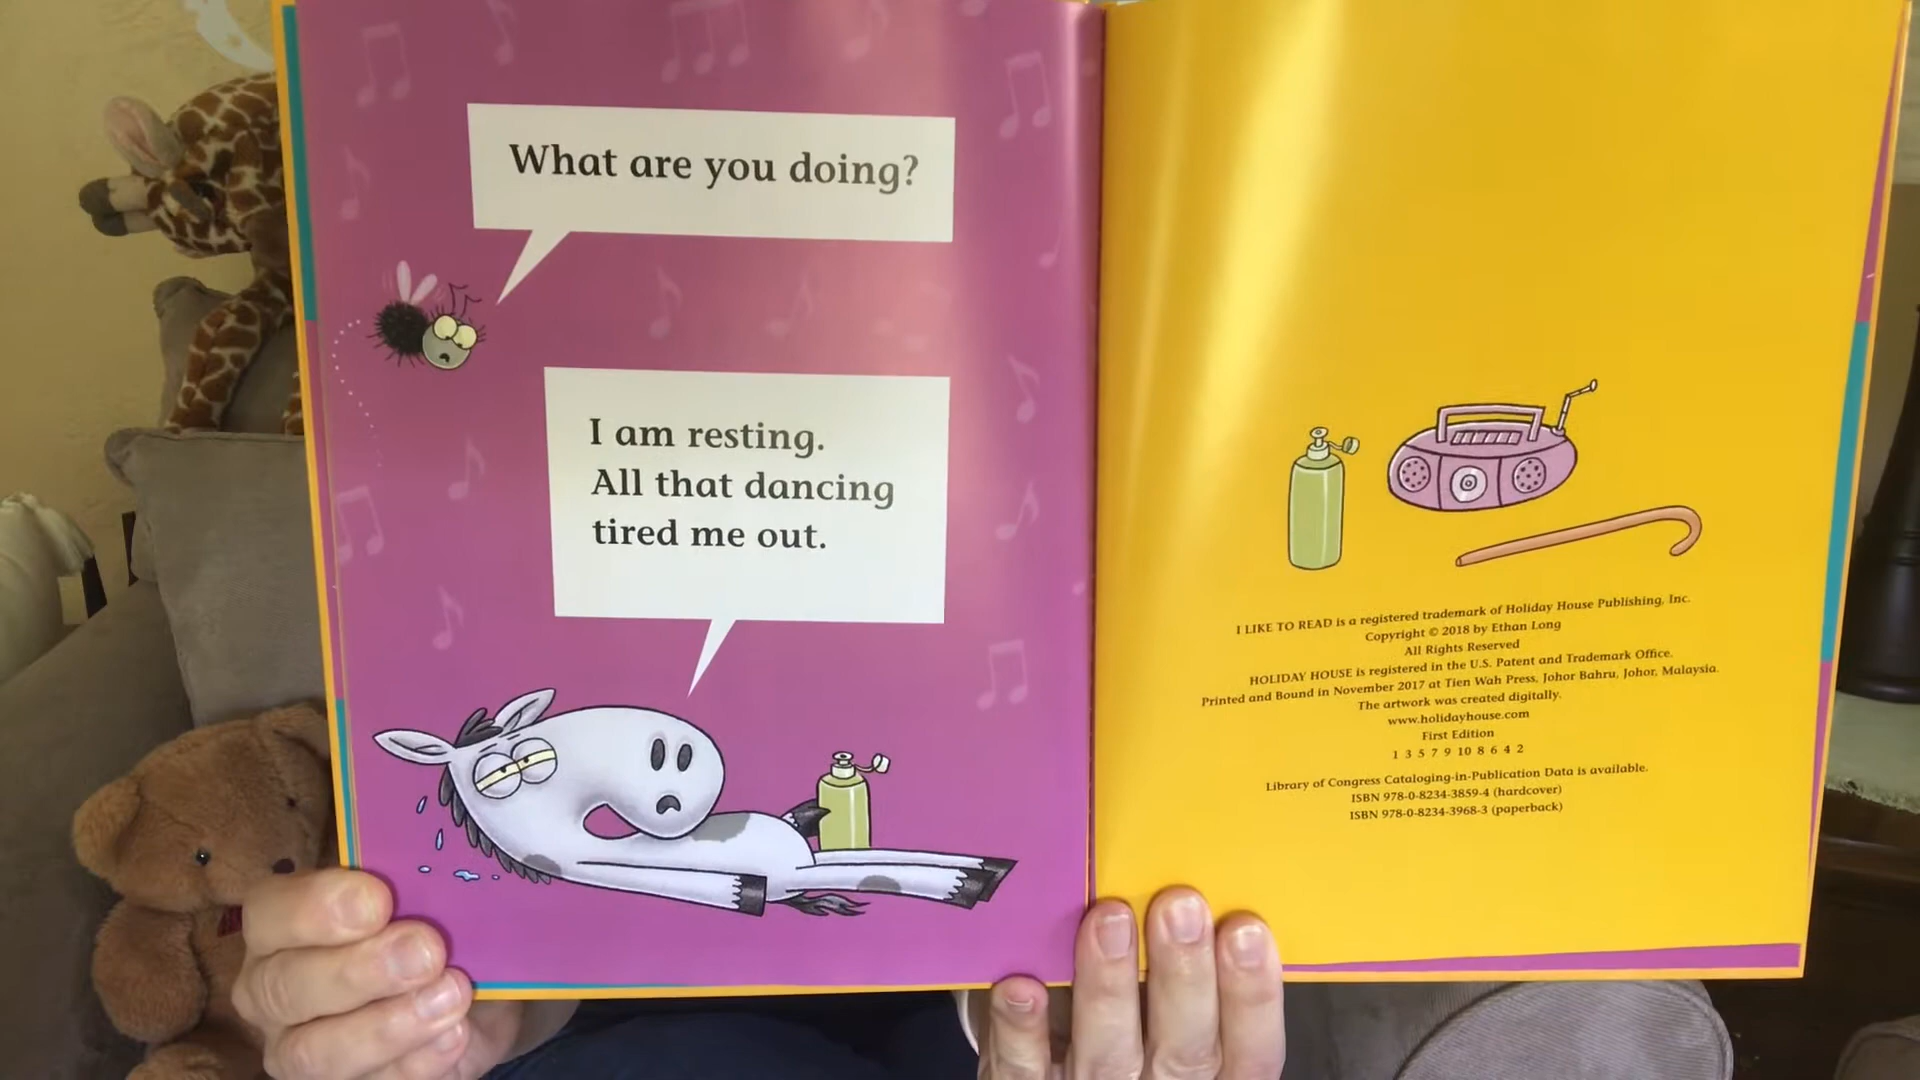 What are you doing?
I am resting.
All that dancing
tired me out.
I LIKE TO READ is a registered trademark of Holiday House Publishing, Inc.
Copyright © 2018 by Ethan Long
All Rights Reserved
HOLIDAY HOUSE is registered in the U.S. Patent and Trademark Office.
Printed and Bound in November 2017 at Tien Wah Press, Johor Bahru, Johor, Malaysia.
The artwork was created digitally.
www.holidayhouse.com
First Edition
1 3 5 7 9 10 8 6 4 2
Library of Congress Cataloging-in-Publication Data is available.
ISBN 978-0-8234-3859-4 (hardcover)
ISBN 978-0-8234-3968-3 (paperback)